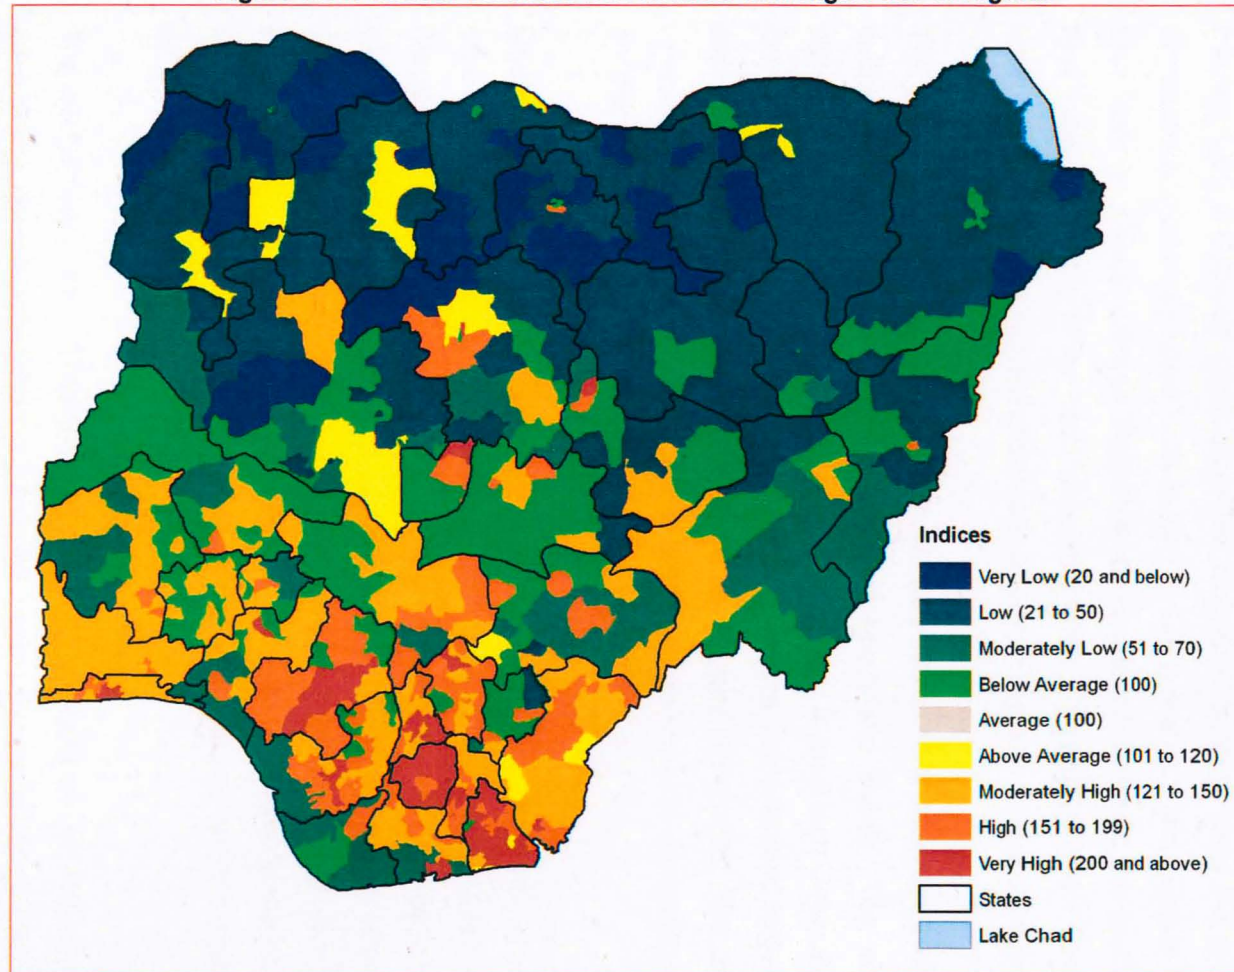 Indices
Very Low (20 and below)
Low (21 to 50)
Moderately Low (51 to 70)
Below Average (100)
Average (100)
Above Average (101 to 120)
Moderately High (121 to 150)
High (151 to 199)
Very High (200 and above)
States
Lake Chad